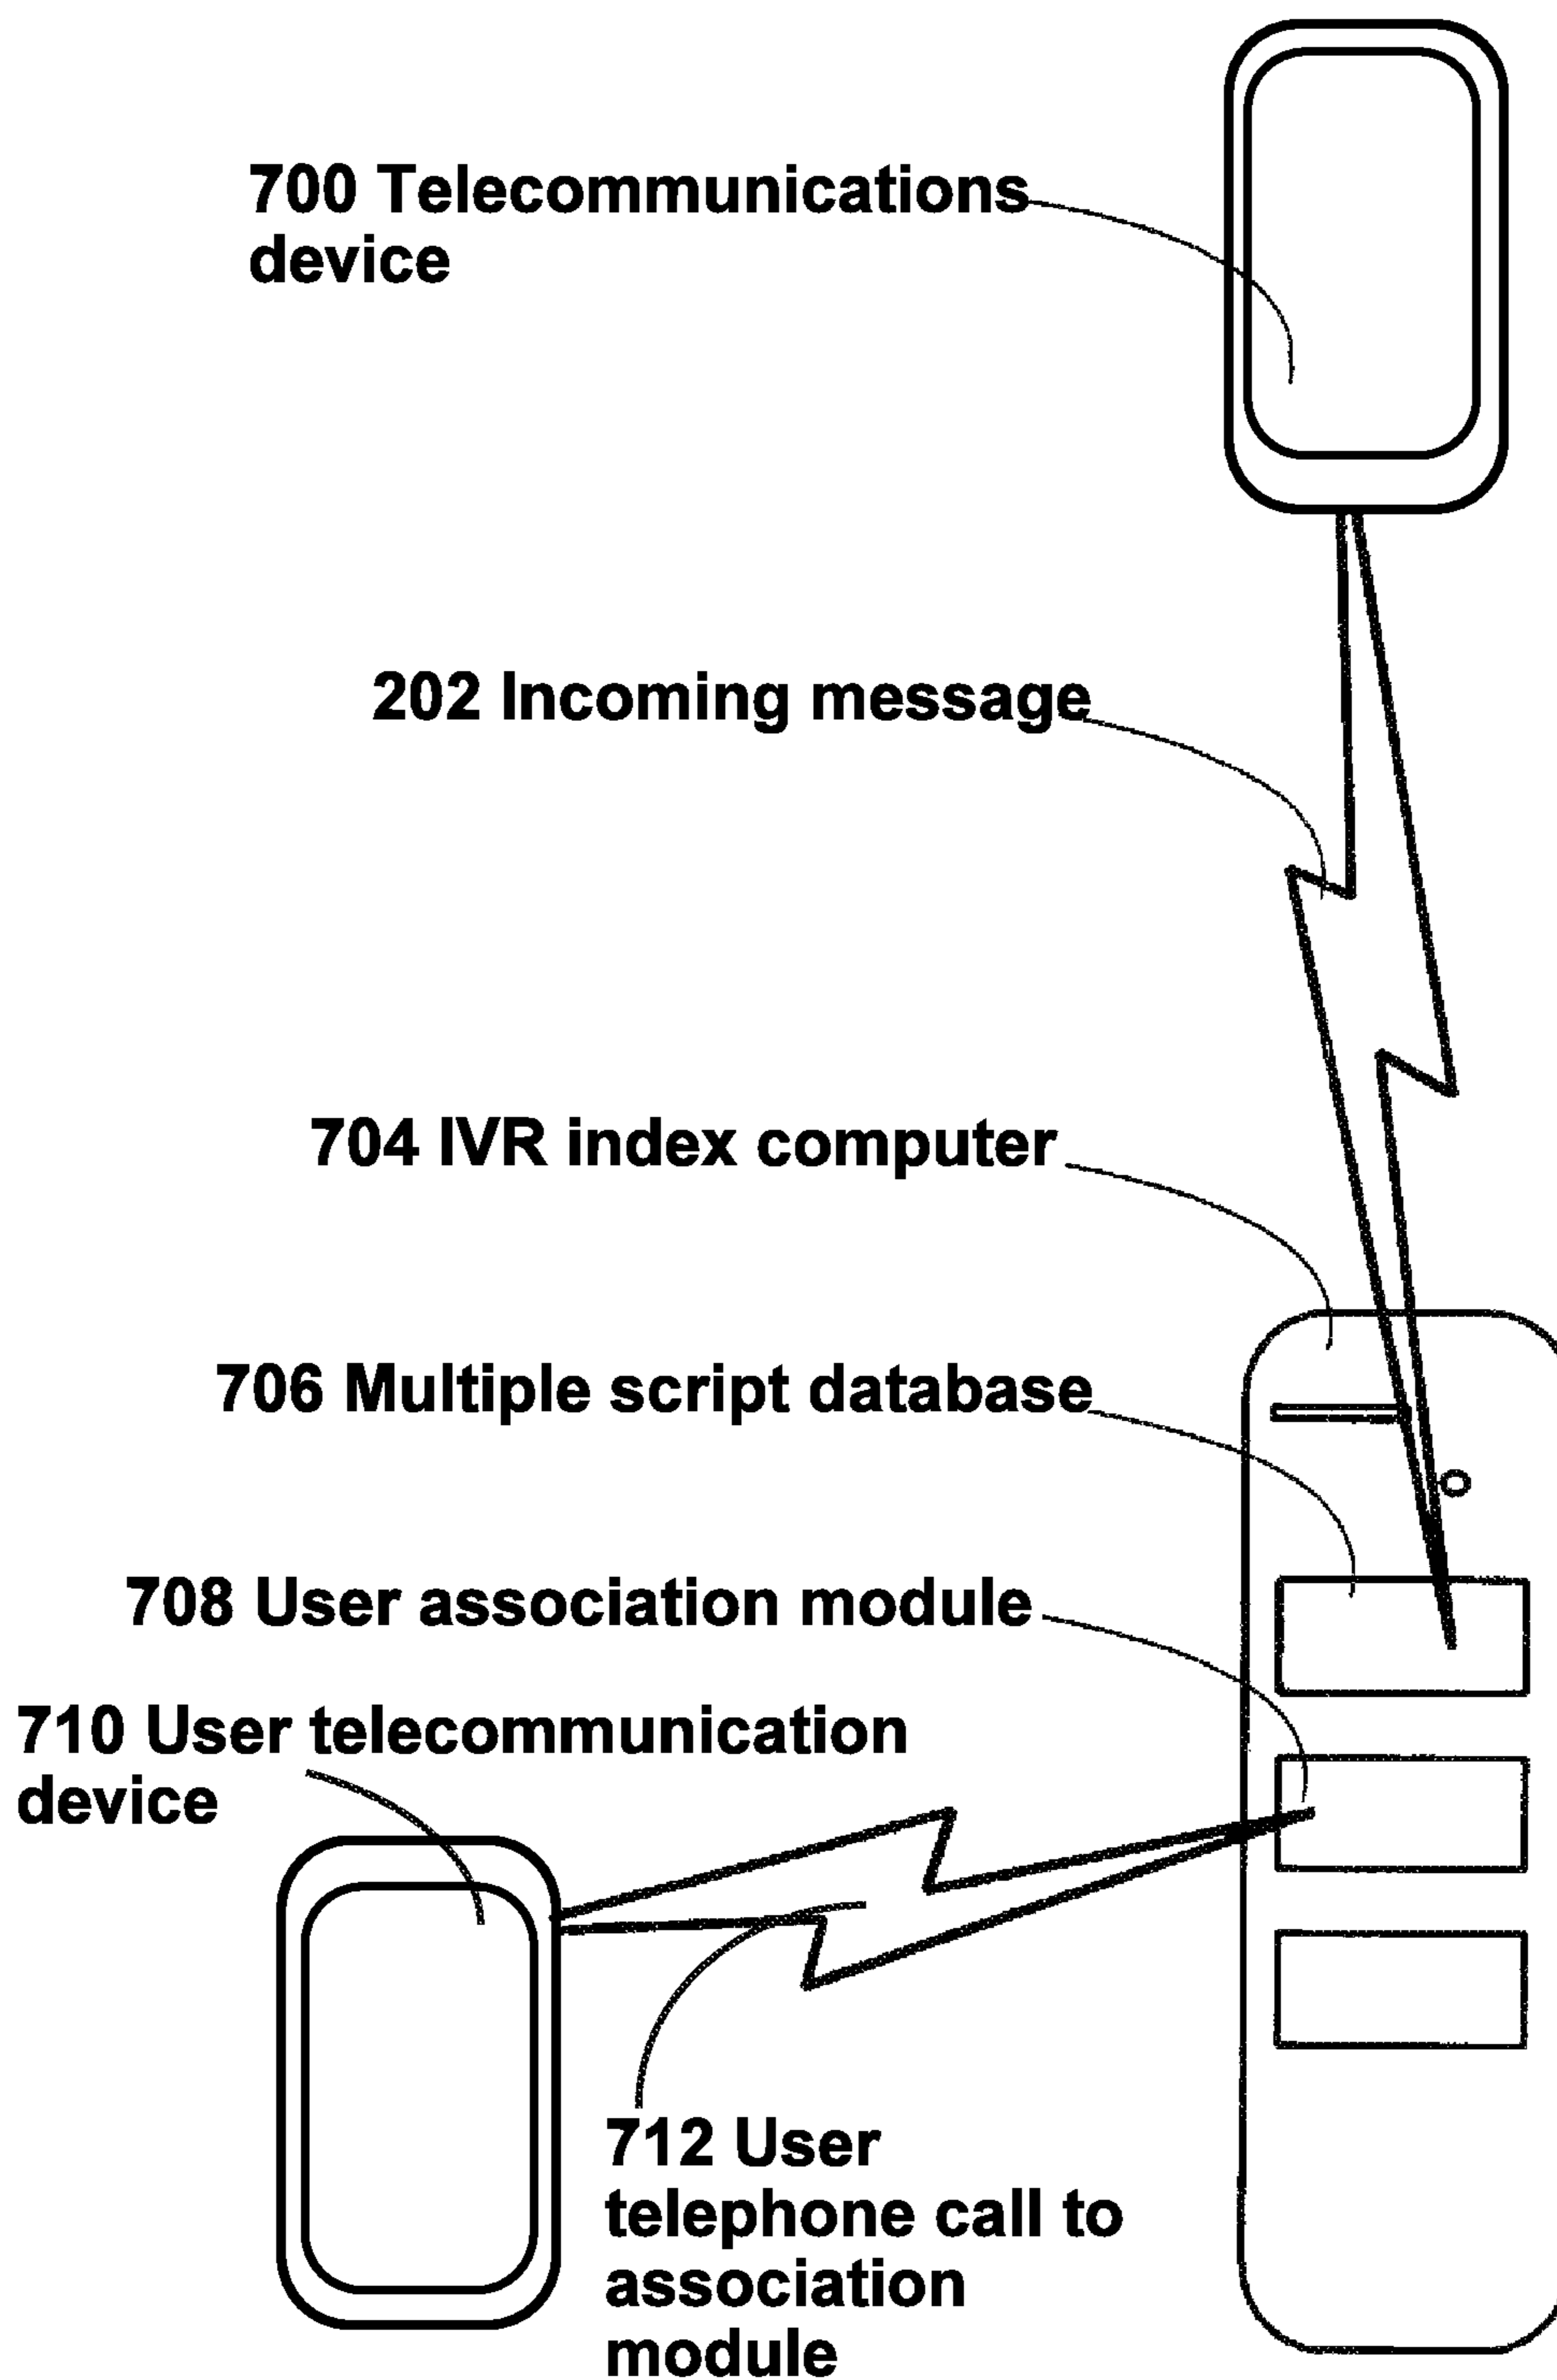 700 Telecommunications
device
202 Incoming message
704 IVR index computer
706 Multiple script database
708 User association module
710 User telecommunication
device
712 User
telephone call to
association
module